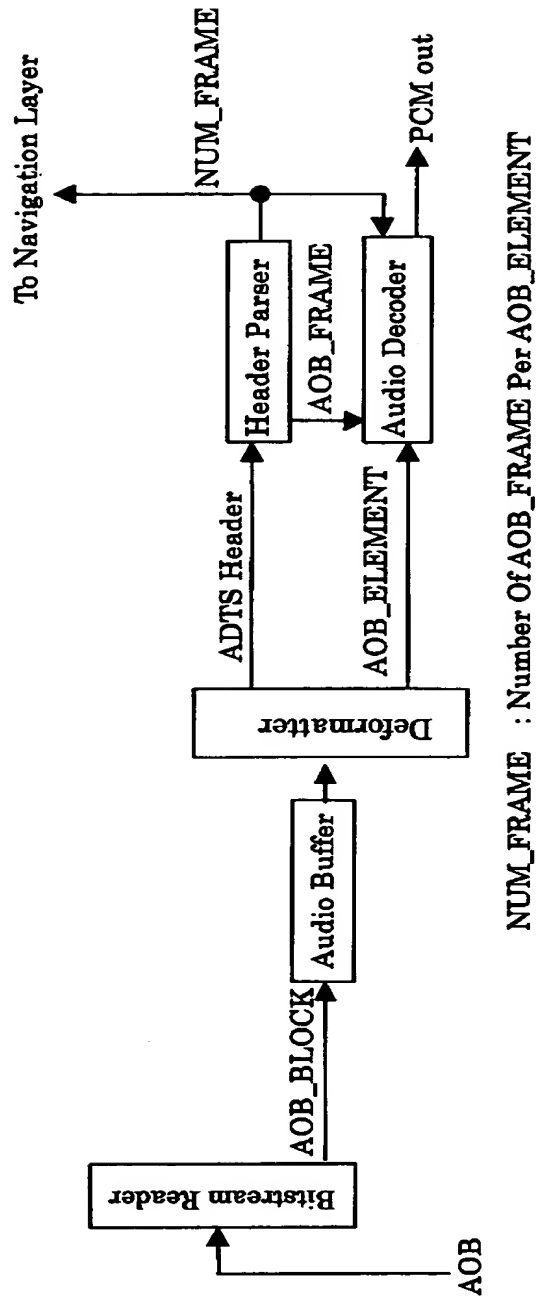 AOB
Bitstream Reader
AOB_BLOCK
Audio Buffer
Deformatter
ADTS Header
AOB_ELEMENT
Header Parser
AOB_FRAME
Audio Decoder
NUM_FRAME
To Navigation Layer
PCM out
NUM_FRAME : Number Of AOB_FRAME Per AOB_ELEMENT